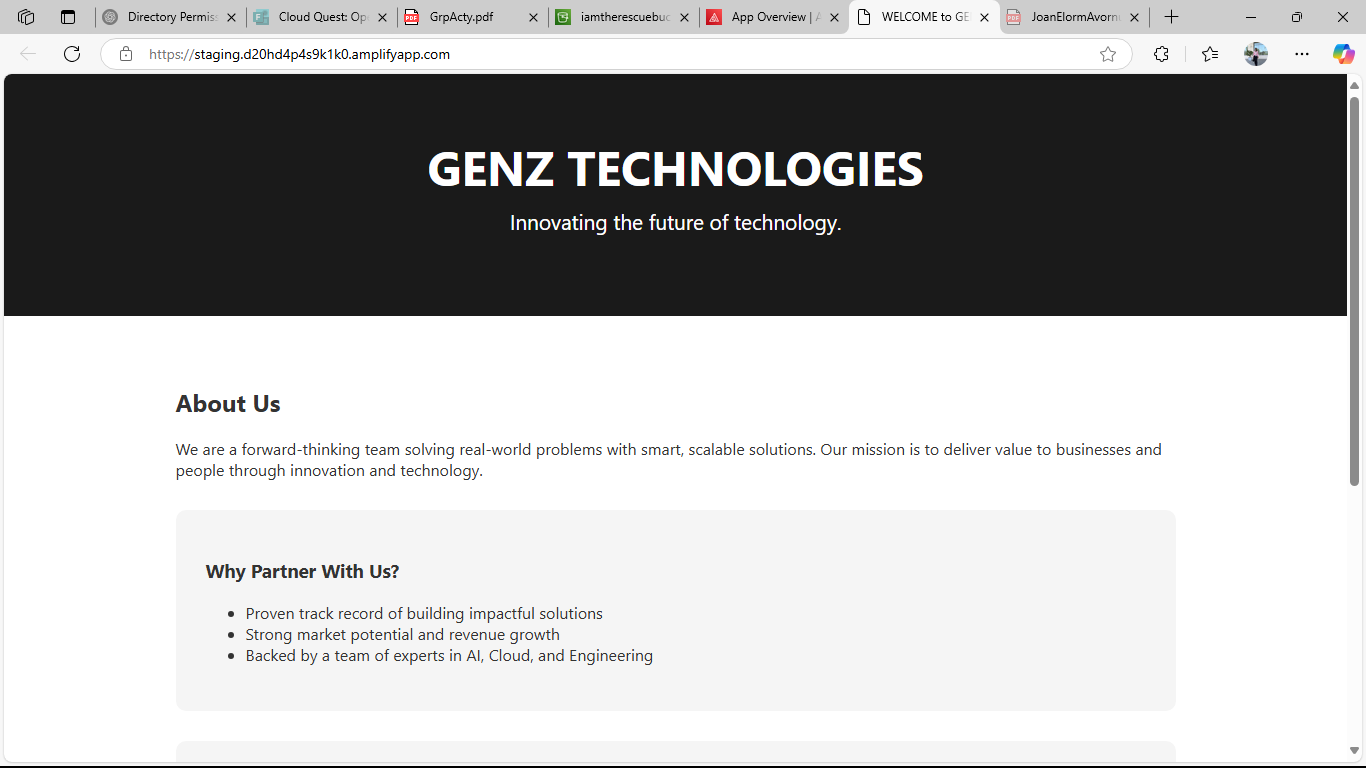 Directory Permis
Cloud Quest: Op
GrpActy.pdf
iamtherescuebuc
App Overview | A
WELCOME to GE
JoanElormAvorn
https://staging.d20hd4p4s9k1k0.amplifyapp.com
GENZ TECHNOLOGIES
Innovating the future of technology.
About Us
We are a forward-thinking team solving real-world problems with smart, scalable solutions. Our mission is to deliver value to businesses and
people through innovation and technology.
Why Partner With Us?
• Proven track record of building impactful solutions
• Strong market potential and revenue growth
• Backed by a team of experts in AI, Cloud, and Engineering